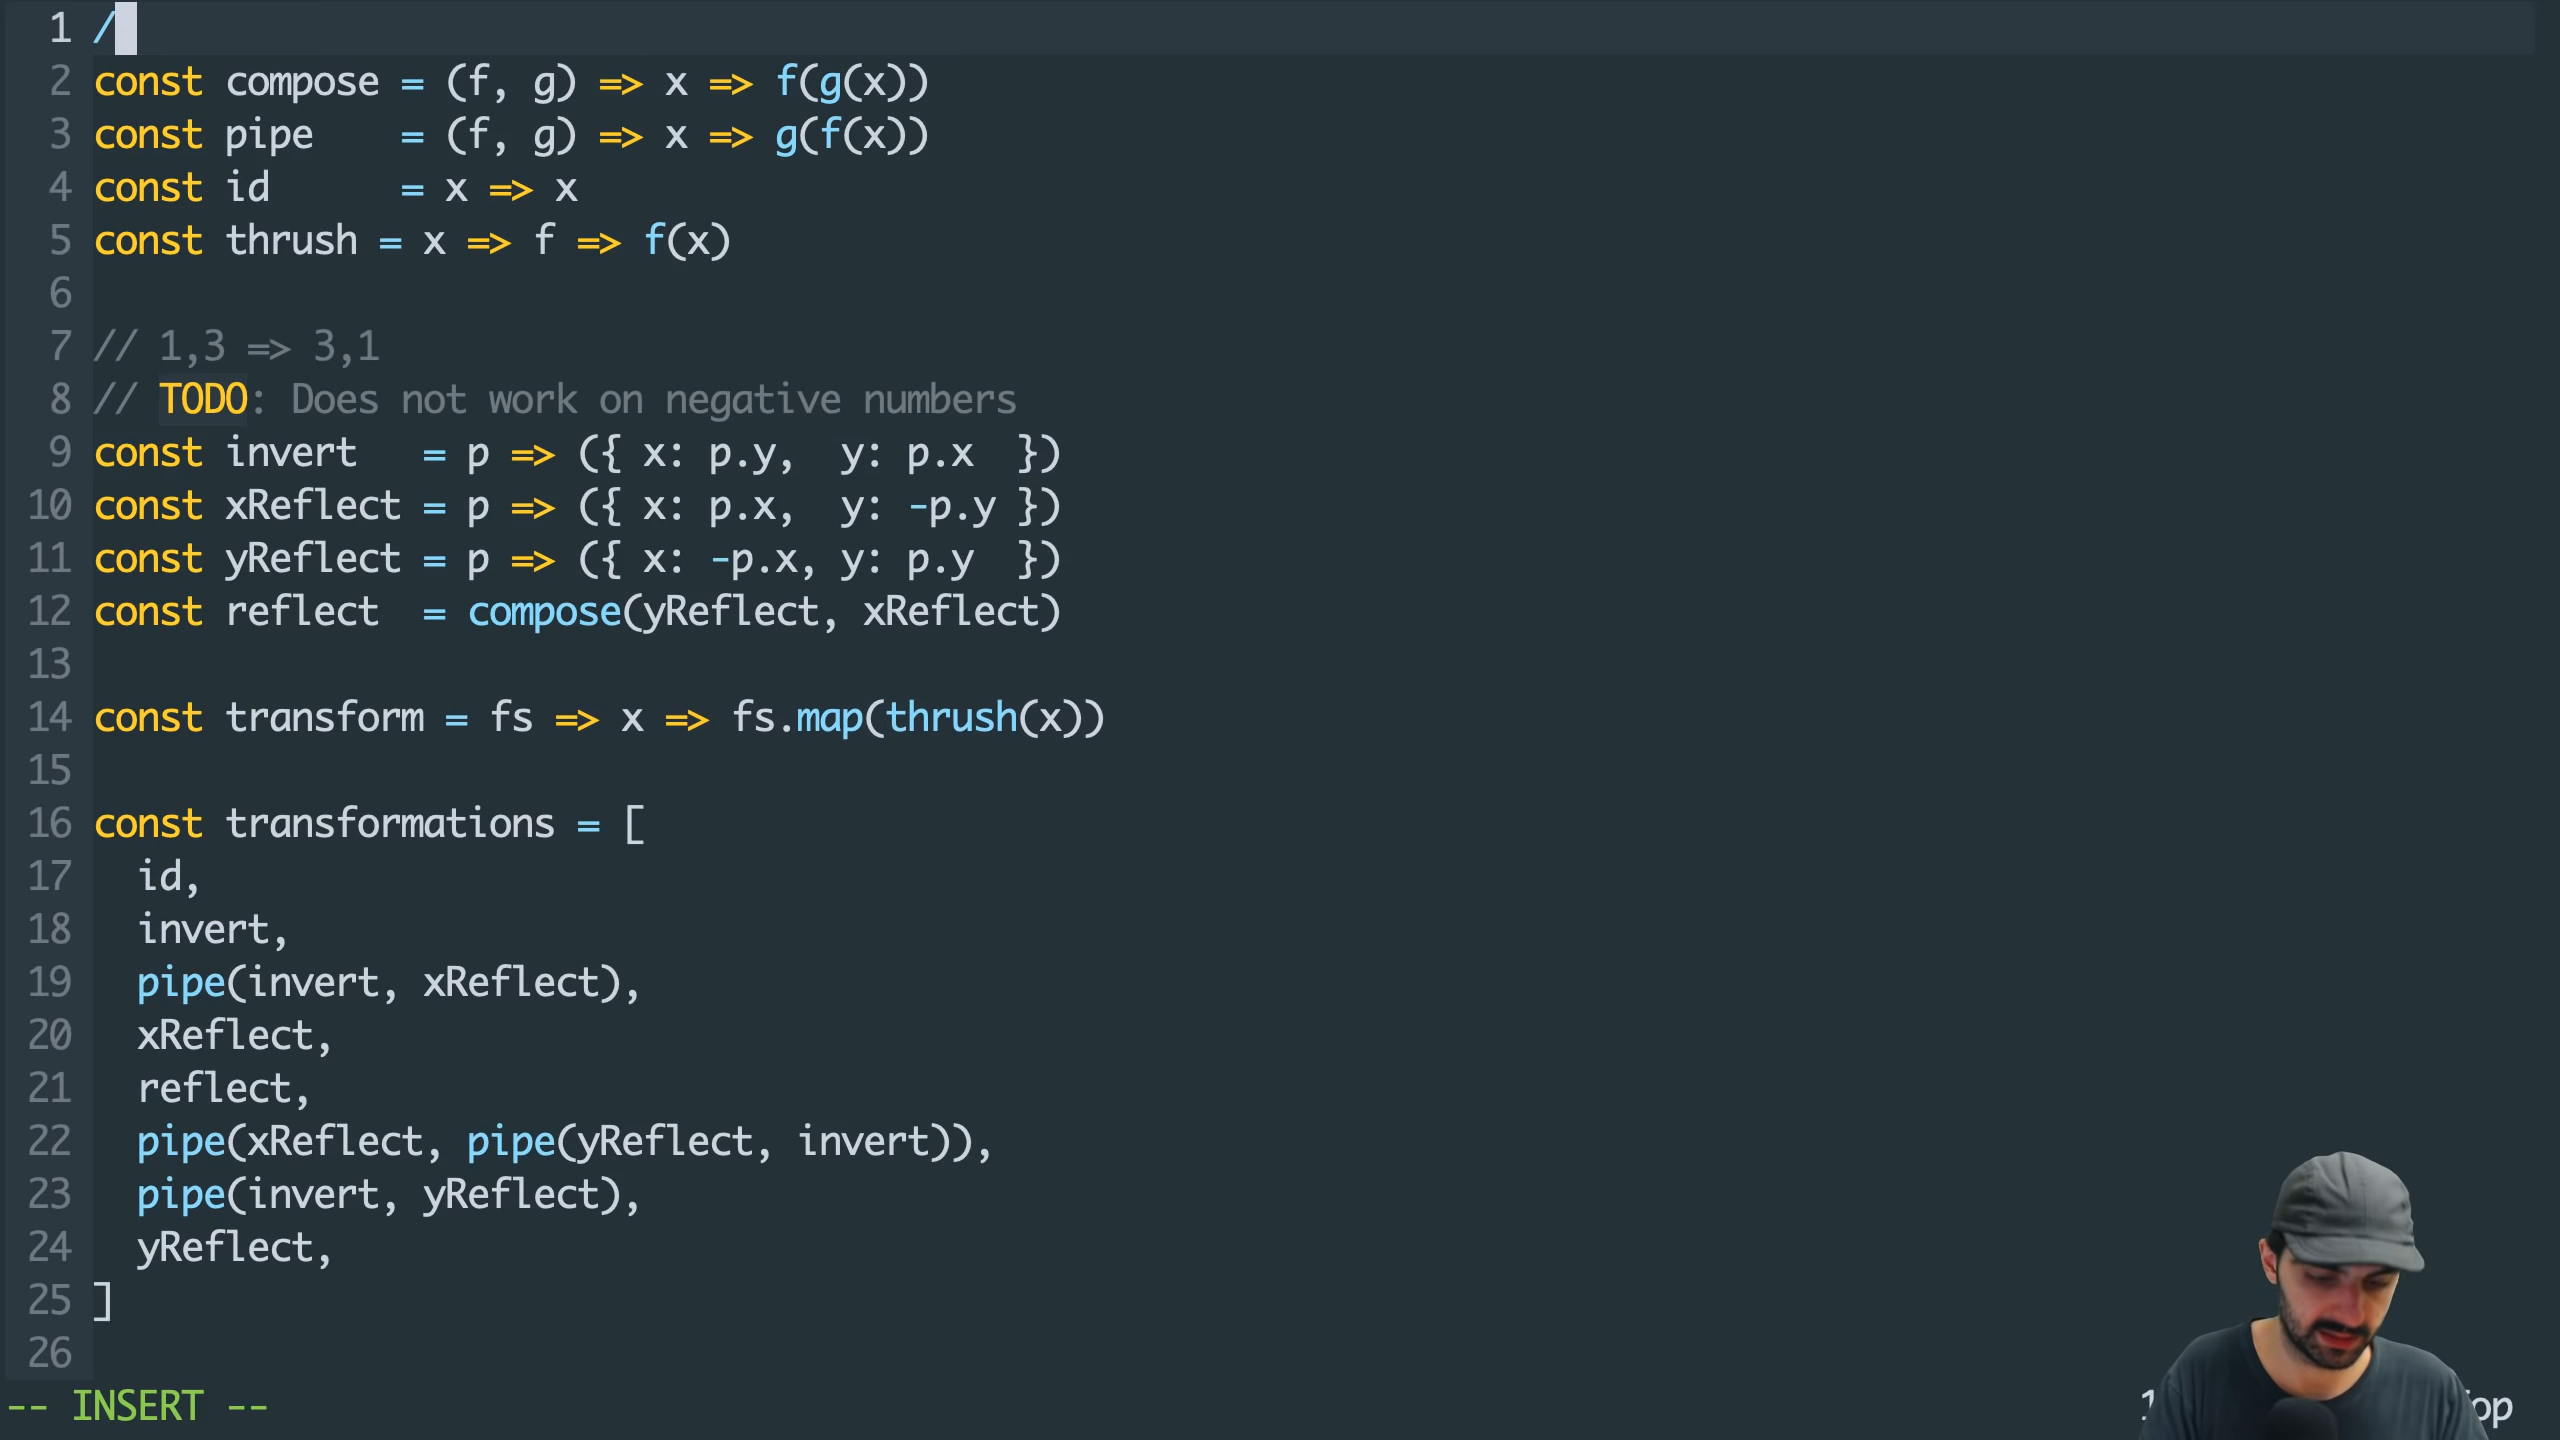 1 /
2 const compose = (f, g) => x => f(g(x))
3 const pipe    = (f, g) => x => g(f(x))
4 const id      = x => x
5 const thrush = x => f => f(x)
6
7 // 1,3 => 3,1
8 // TODO: Does not work on negative numbers
9 const invert   = p => ({ x: p.y,  y: p.x  })
10 const xReflect = p => ({ x: p.x,  y: -p.y })
11 const yReflect = p => ({ x: -p.x, y: p.y  })
12 const reflect  = compose(yReflect, xReflect)
13
14 const transform = fs => x => fs.map(thrush(x))
15
16 const transformations = [
17   id,
18   invert,
19   pipe(invert, xReflect),
20   xReflect,
21   reflect,
22   pipe(xReflect, pipe(yReflect, invert)),
23   pipe(invert, yReflect),
24   yReflect,
25 ]
26
-- INSERT --